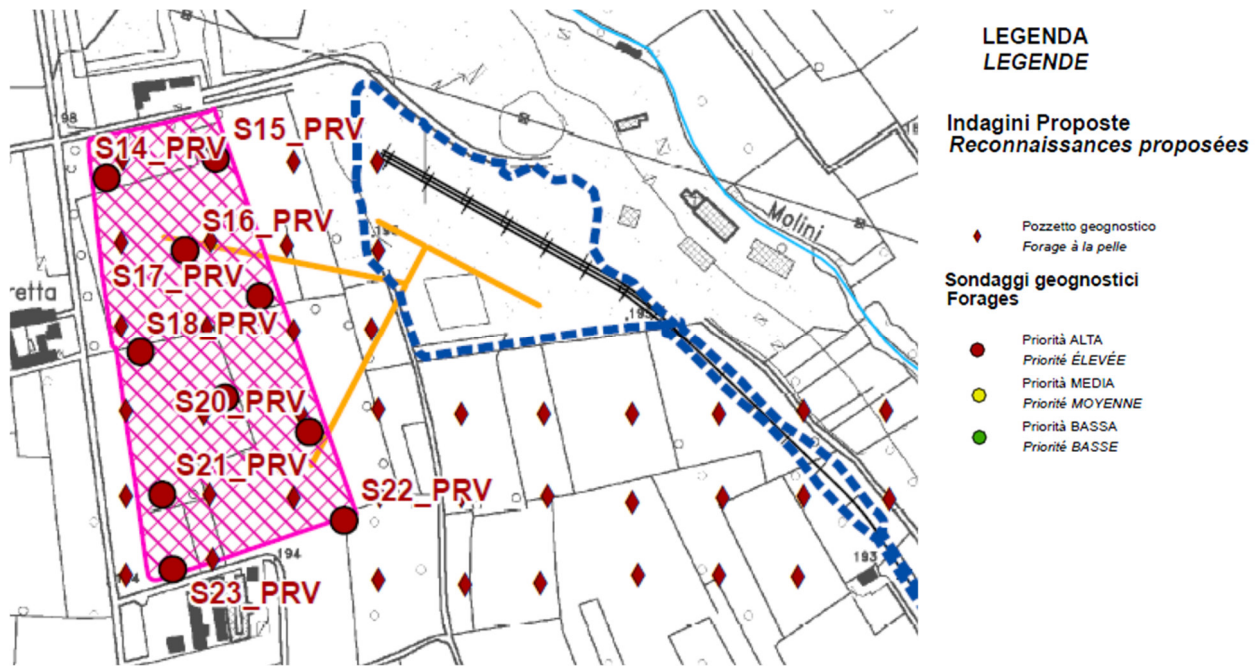 98
S15_PRV
S14_PRV
S16_PRV
Molini
S17_PRV
retta
S18_PRV
S20_PRV
S21_PRV
S22_PRV
194
193
S23_PRV
LEGENDA
LEGENDE
Indagini Proposte
Reconnaissances proposées
Pozzetto geognostico
Forage à la pelle
Sondaggi geognostici
Forages
Priorità ALTA
Priorité ÉLEVÉE
Priorità MEDIA
Priorité MOYENNE
Priorità BASSA
Priorité BASSE